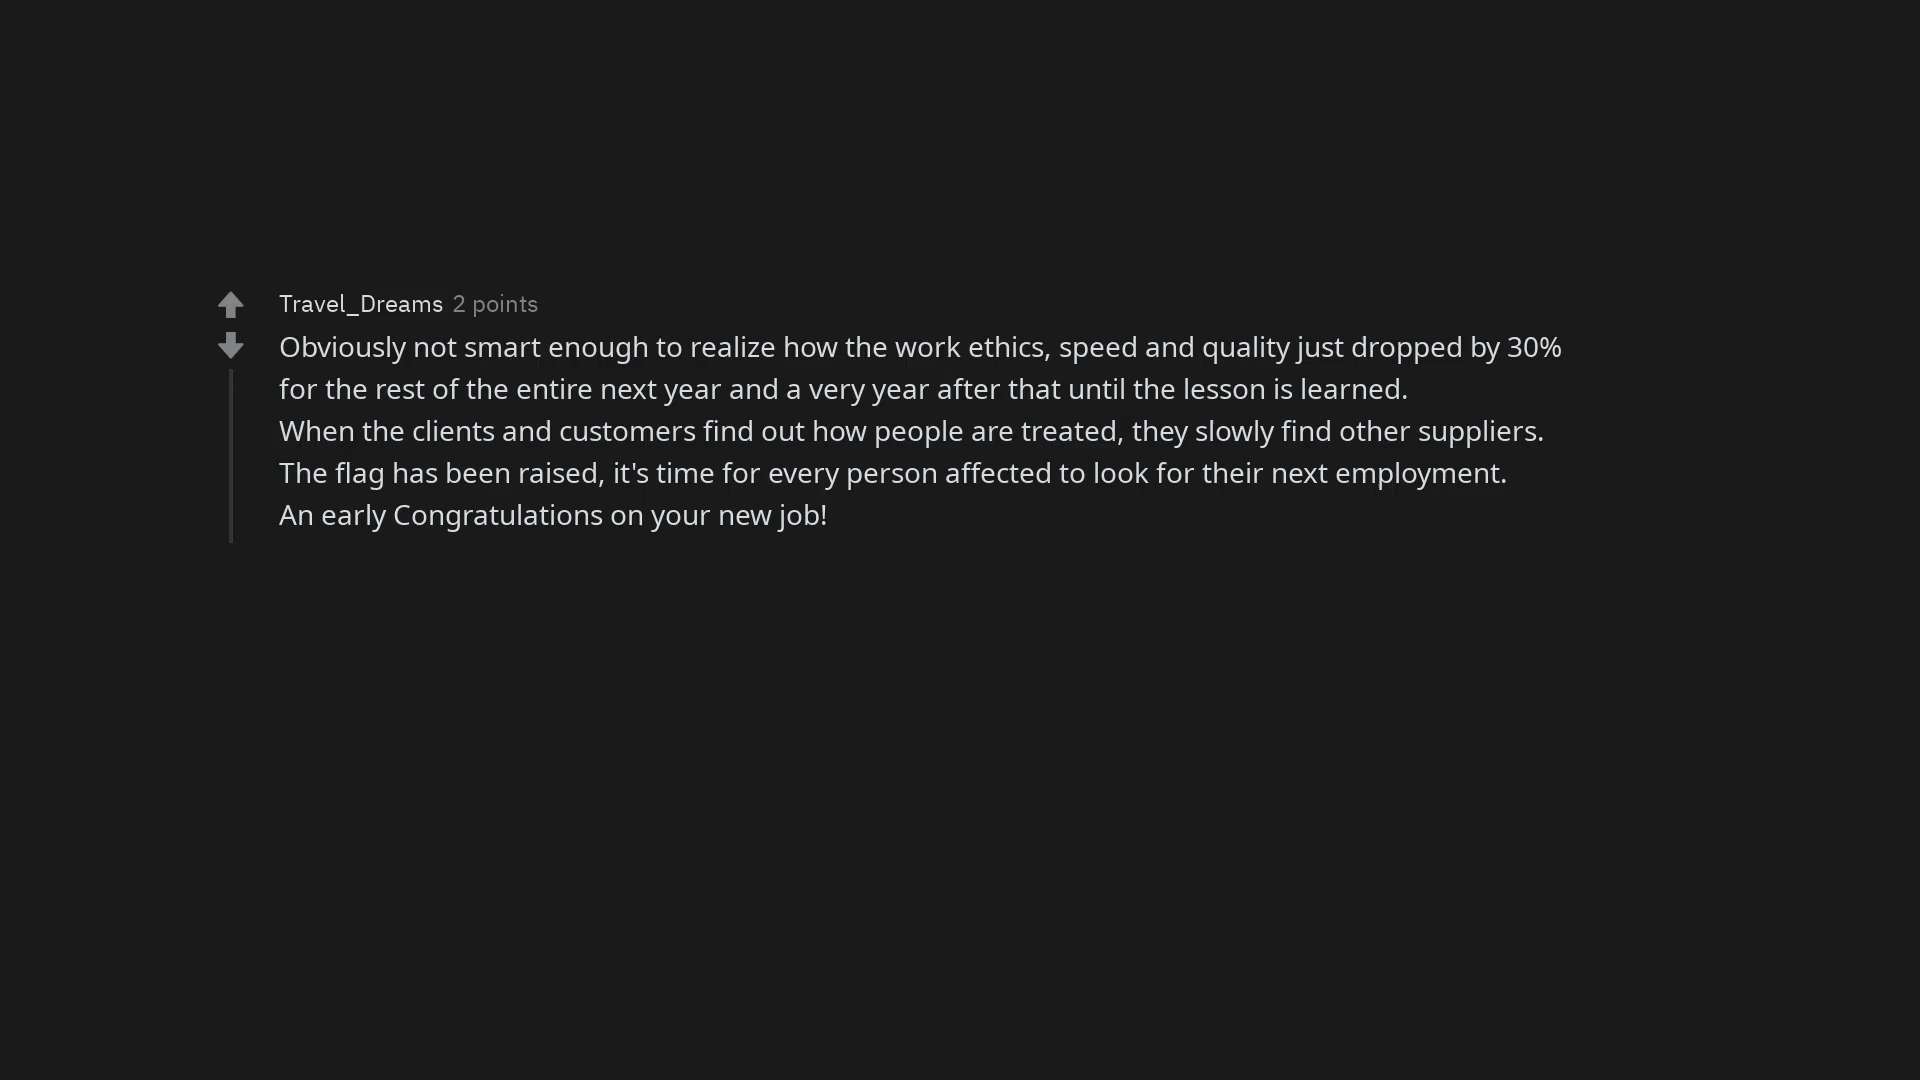 Travel_Dreams 2 points
Obviously not smart enough to realize how the work ethics, speed and quality just dropped by 30%
for the rest of the entire next year and a very year after that until the lesson is learned.
When the clients and customers find out how people are treated, they slowly find other suppliers.
The flag has been raised, it's time for every person affected to look for their next employment.
An early Congratulations on your new job!